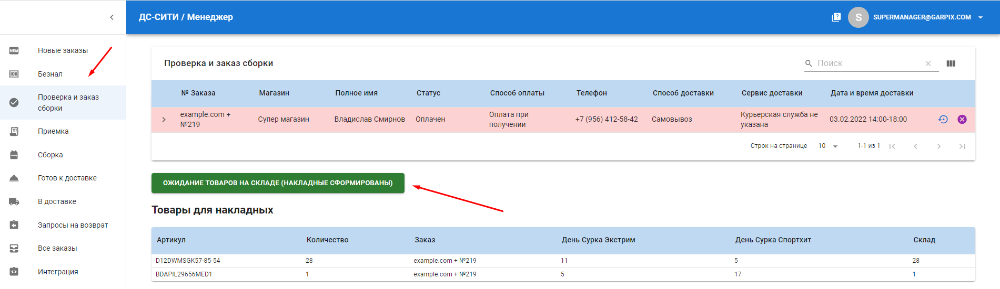 ДС-СИТИ / Менеджер
S
SUPERMANAGER@GARPIX.COM
NEW
Новые заказы
100
Безнал
Проверка и заказ
сборки
Приемка
Сборка
Готов к доставке
В доставке
Запросы на возврат
Все заказы
Интеграция
Проверка и заказ сборки
Поиск
№ Заказа Магазин Полное имя Статус Способ оплаты Телефон Способ доставки Сервис доставки Дата и время доставки
example.com +
№219
Супер магазин
Владислав Смирнов
Оплачен
Оплата при
получении
+7 (956) 412-58-42
Самовывоз
Курьерская служба не
указана
03.02.2022 14:00-18:00
Строк на странице 10 1-1 из 1
ОЖИДАНИЕ ТОВАРОВ НА СКЛАДЕ (НАКЛАДНЫЕ СФОРМИРОВАНЫ)
Товары для накладных
Артикул Количество Заказ День Сурка Экстрим День Сурка Спортхит Склад
D12DWMSGK57-85-54 28 example.com + №219 11 5 28
BDAPIL29656MED1 1 example.com + №219 5 17 1